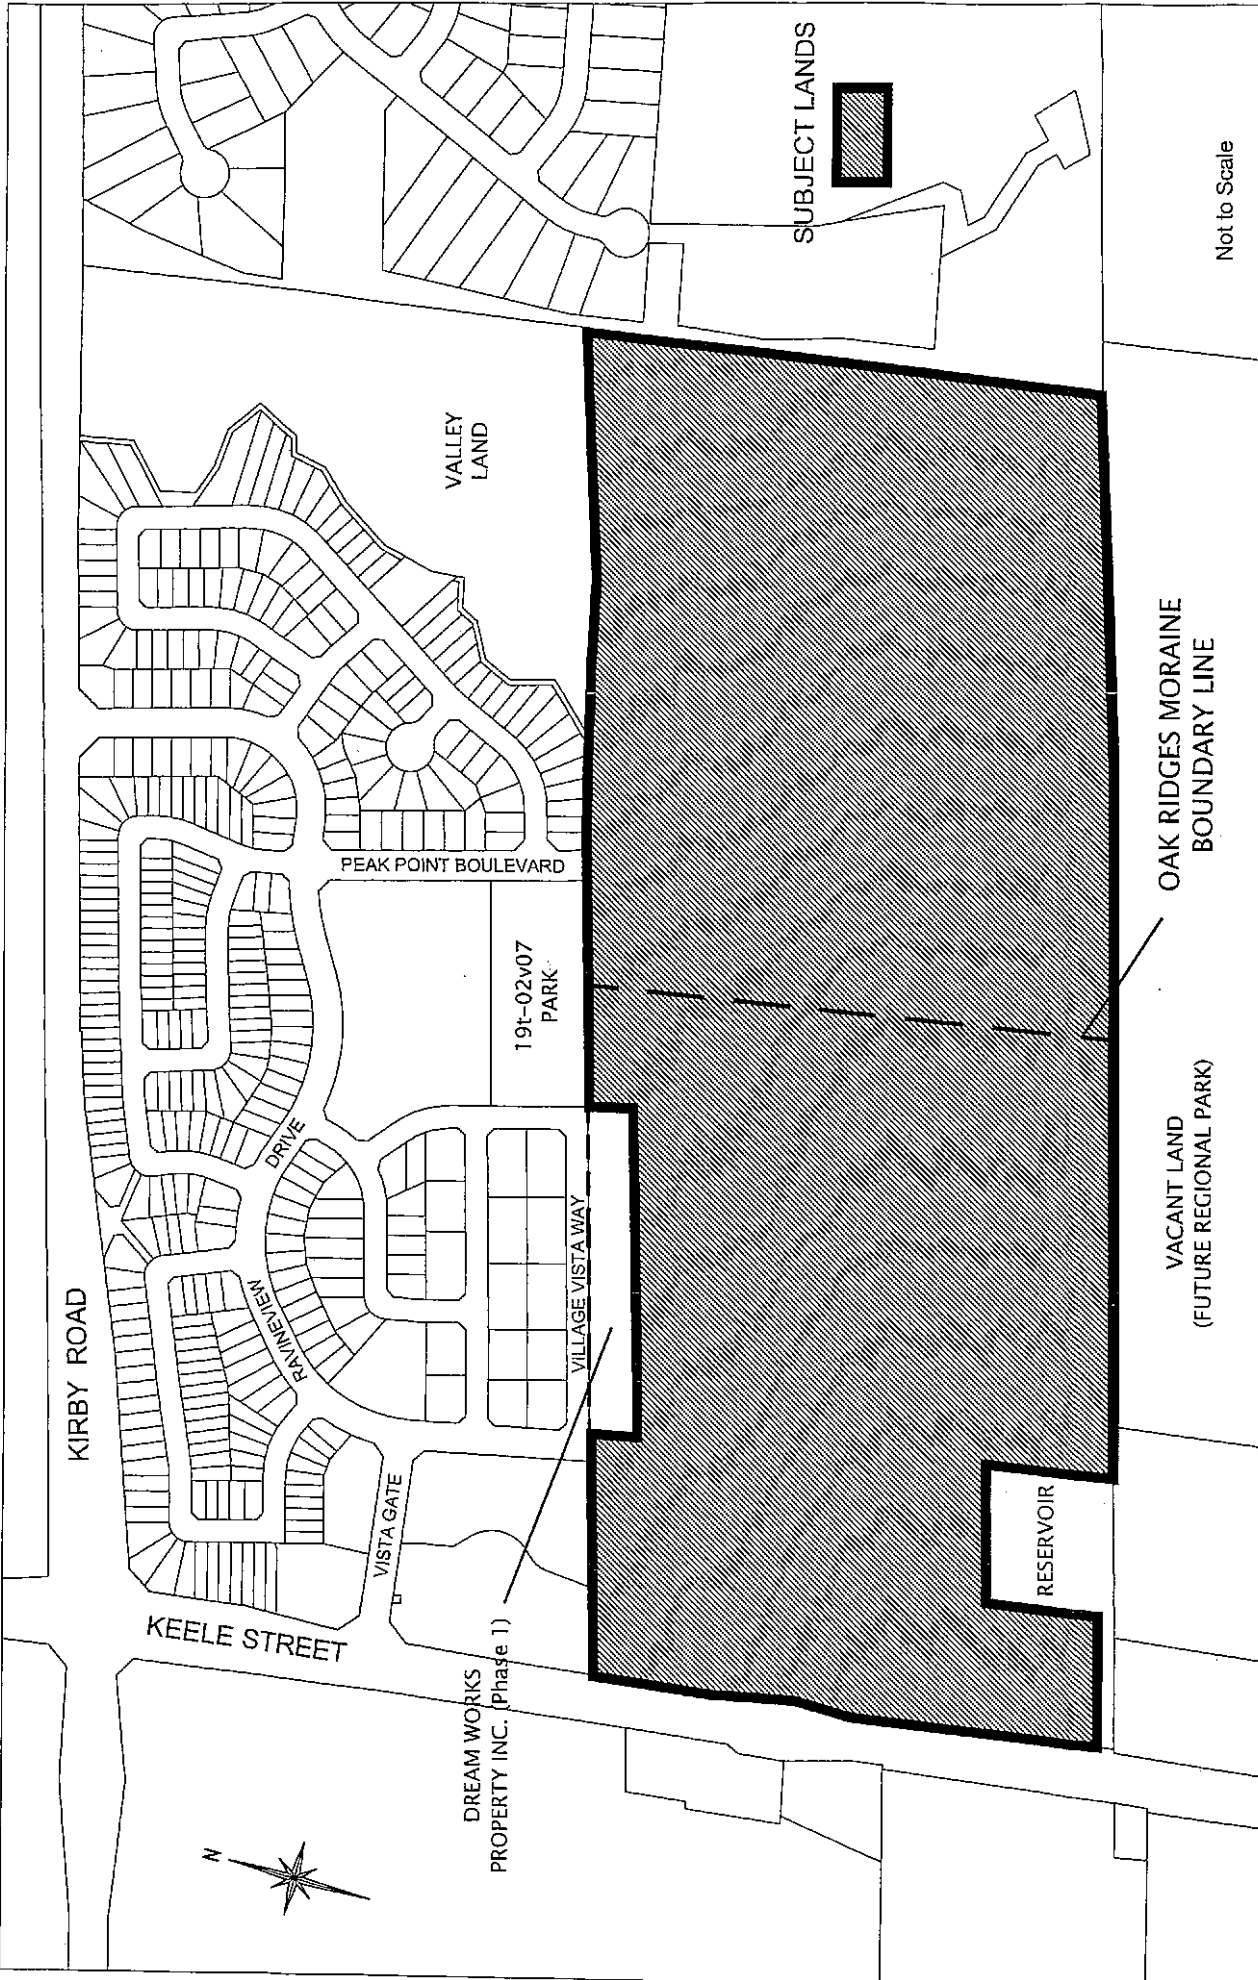 KIRBY ROAD
KEELE STREET
VISTA GATE
RAVINEVIEW
DRIVE
PEAK POINT BOULEVARD
VILLAGE VISTA WAY
19t-02v07
PARK
VALLEY
LAND
SUBJECT LANDS
N
DREAM WORKS
PROPERTY INC. (Phase 1)
RESERVOIR
VACANT LAND
(FUTURE REGIONAL PARK)
OAK RIDGES MORAINE
BOUNDARY LINE
Not to Scale